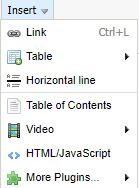 Insert
Link Ctrl+L
Table
Horizontal line
Table of Contents
Video
HTML/JavaScript
More Plugins...